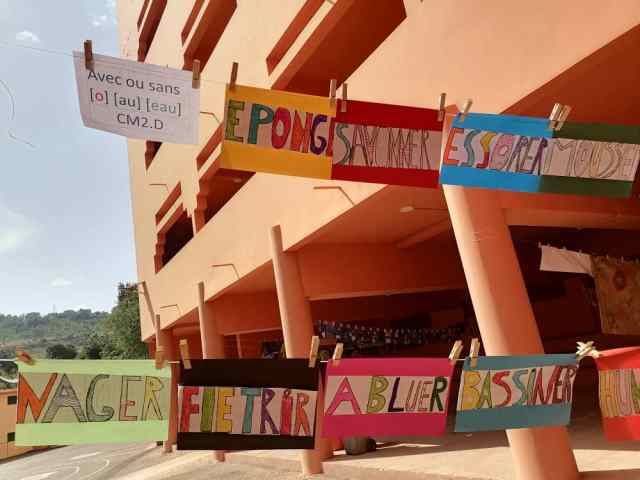 Avec ou sans
[o] [au] [eau]
CM2.D
EPONGE SAVONNER ESSORER MOUSSE
NAGER FLETRIR ABLUER BASSINER